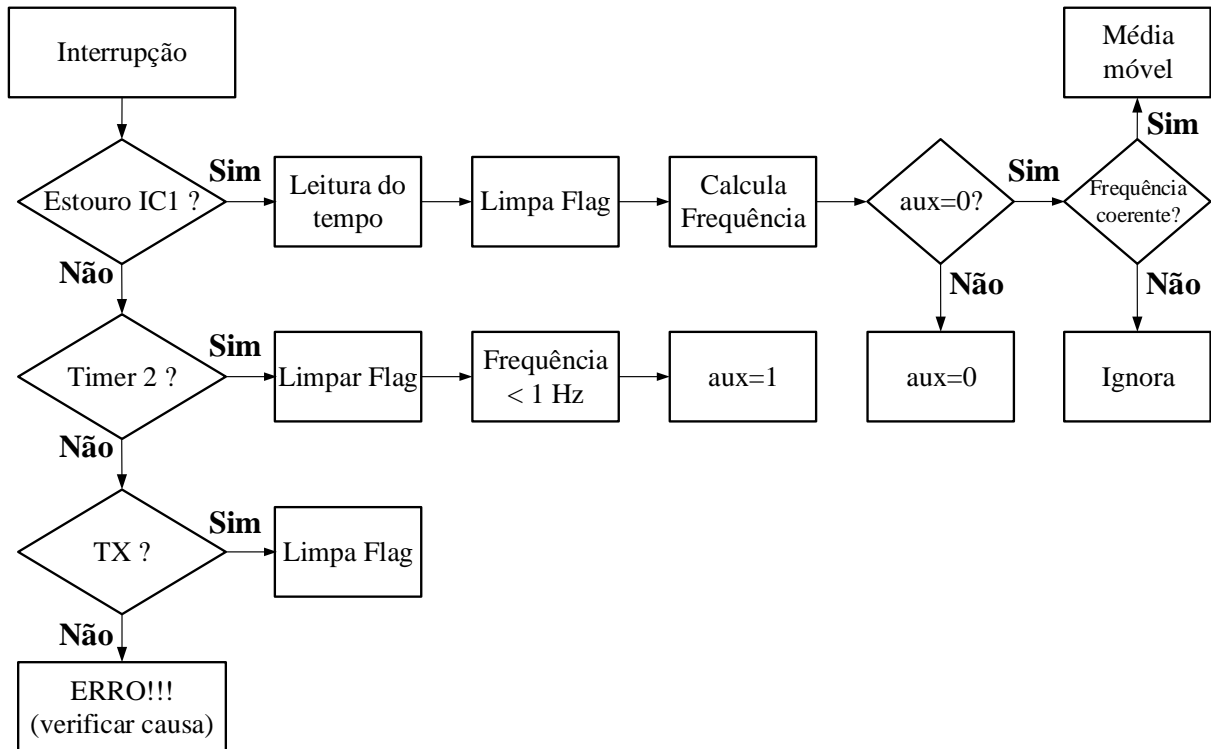 Interrupção
Média
móvel
Sim
Estouro IC1 ?
Sim
Leitura do
tempo
Limpa Flag
Calcula
Frequência
aux=0?
Sim
Frequência
coerente?
Não
Não
Não
Timer 2 ?
Sim
Limpar Flag
Frequência
< 1 Hz
aux=1
aux=0
Ignora
Não
TX ?
Sim
Limpa Flag
Não
ERRO!!!
(verificar causa)